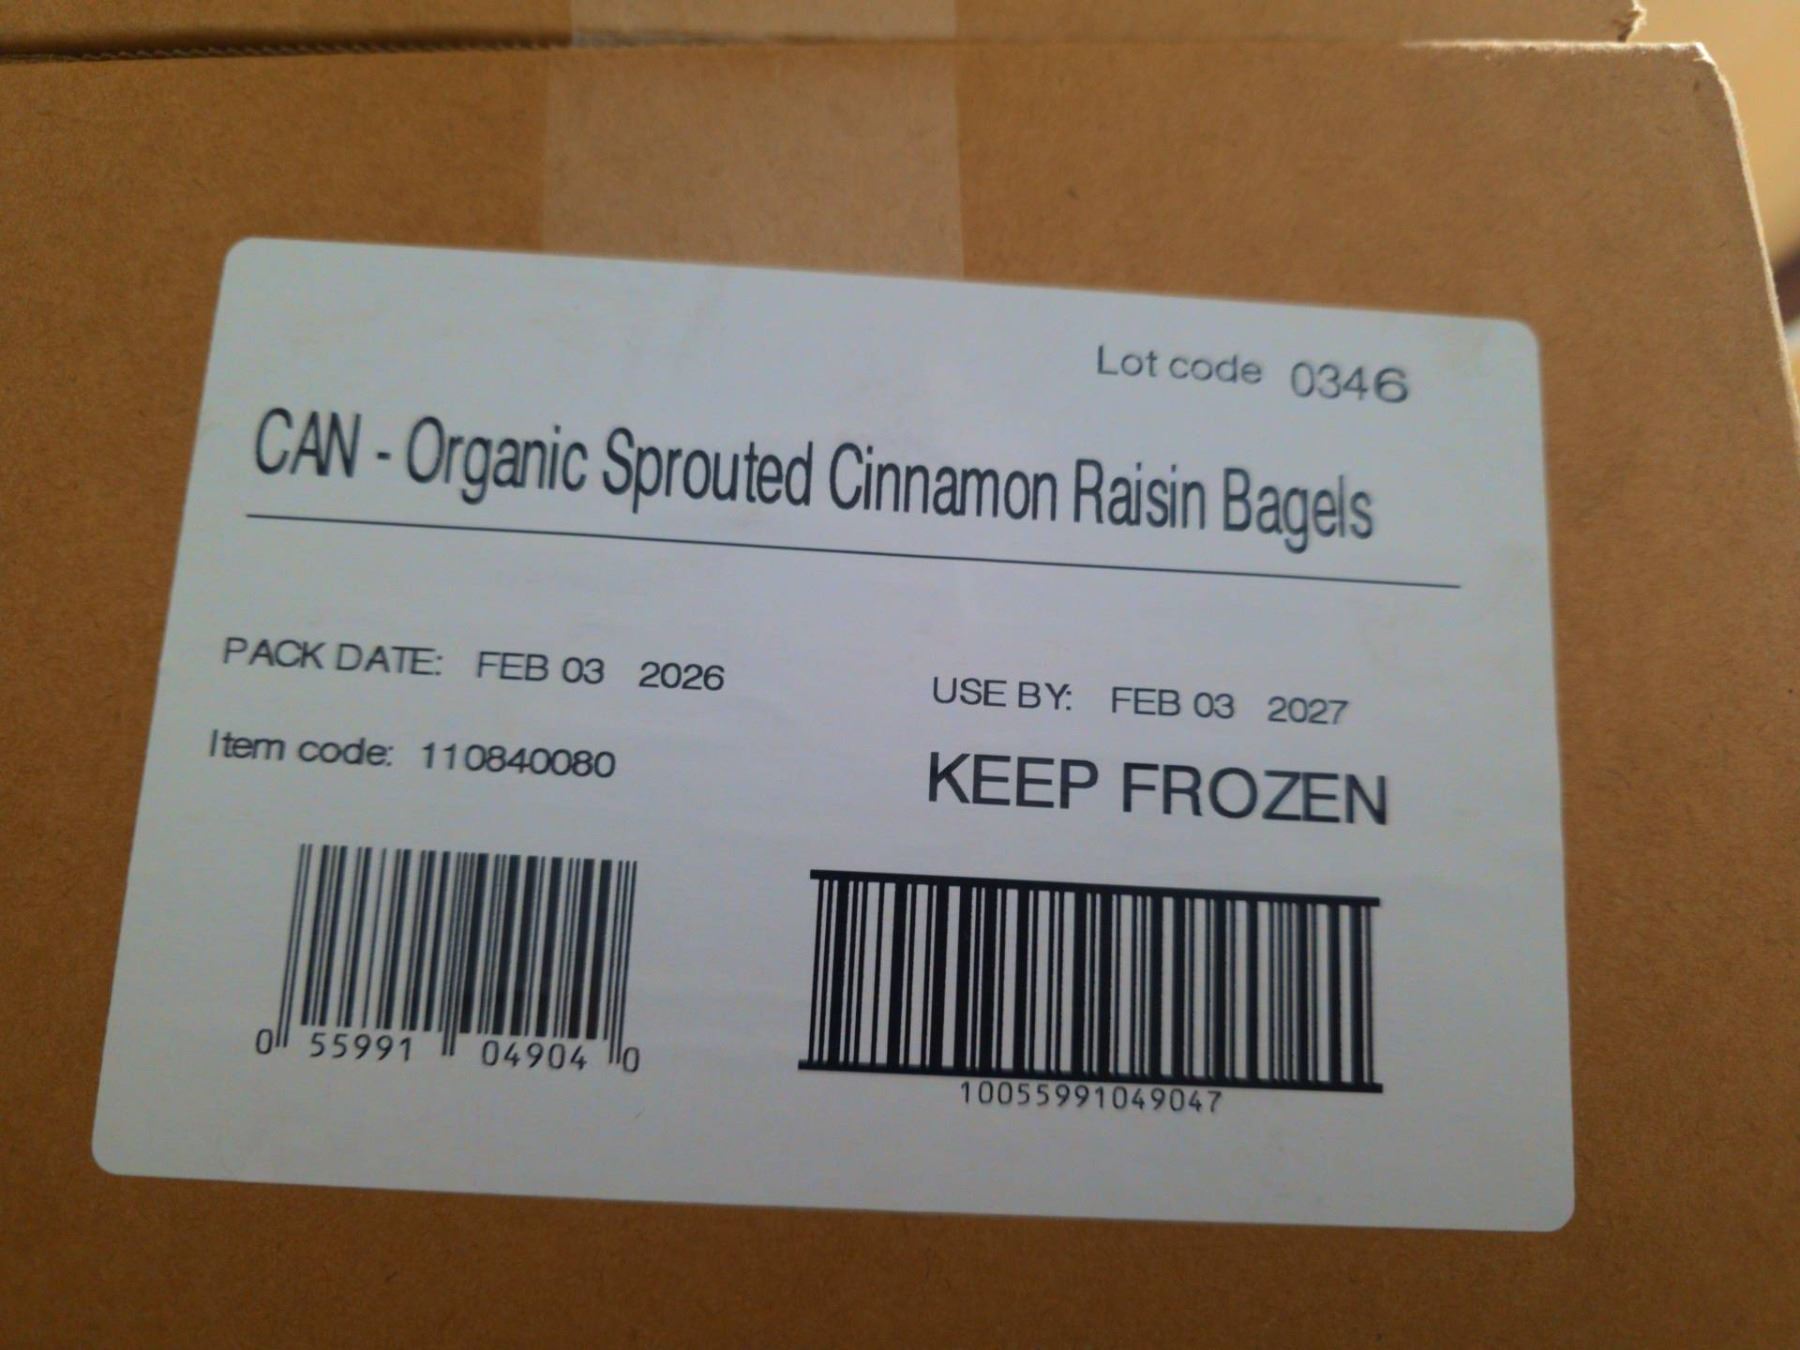 Lot code 0346
CAN - Organic Sprouted Cinnamon Raisin Bagels
PACK DATE: FEB 03 2026
USE BY: FEB 03 2027
Item code: 110840080
KEEP FROZEN
0 55991 04904 0
10055991049047